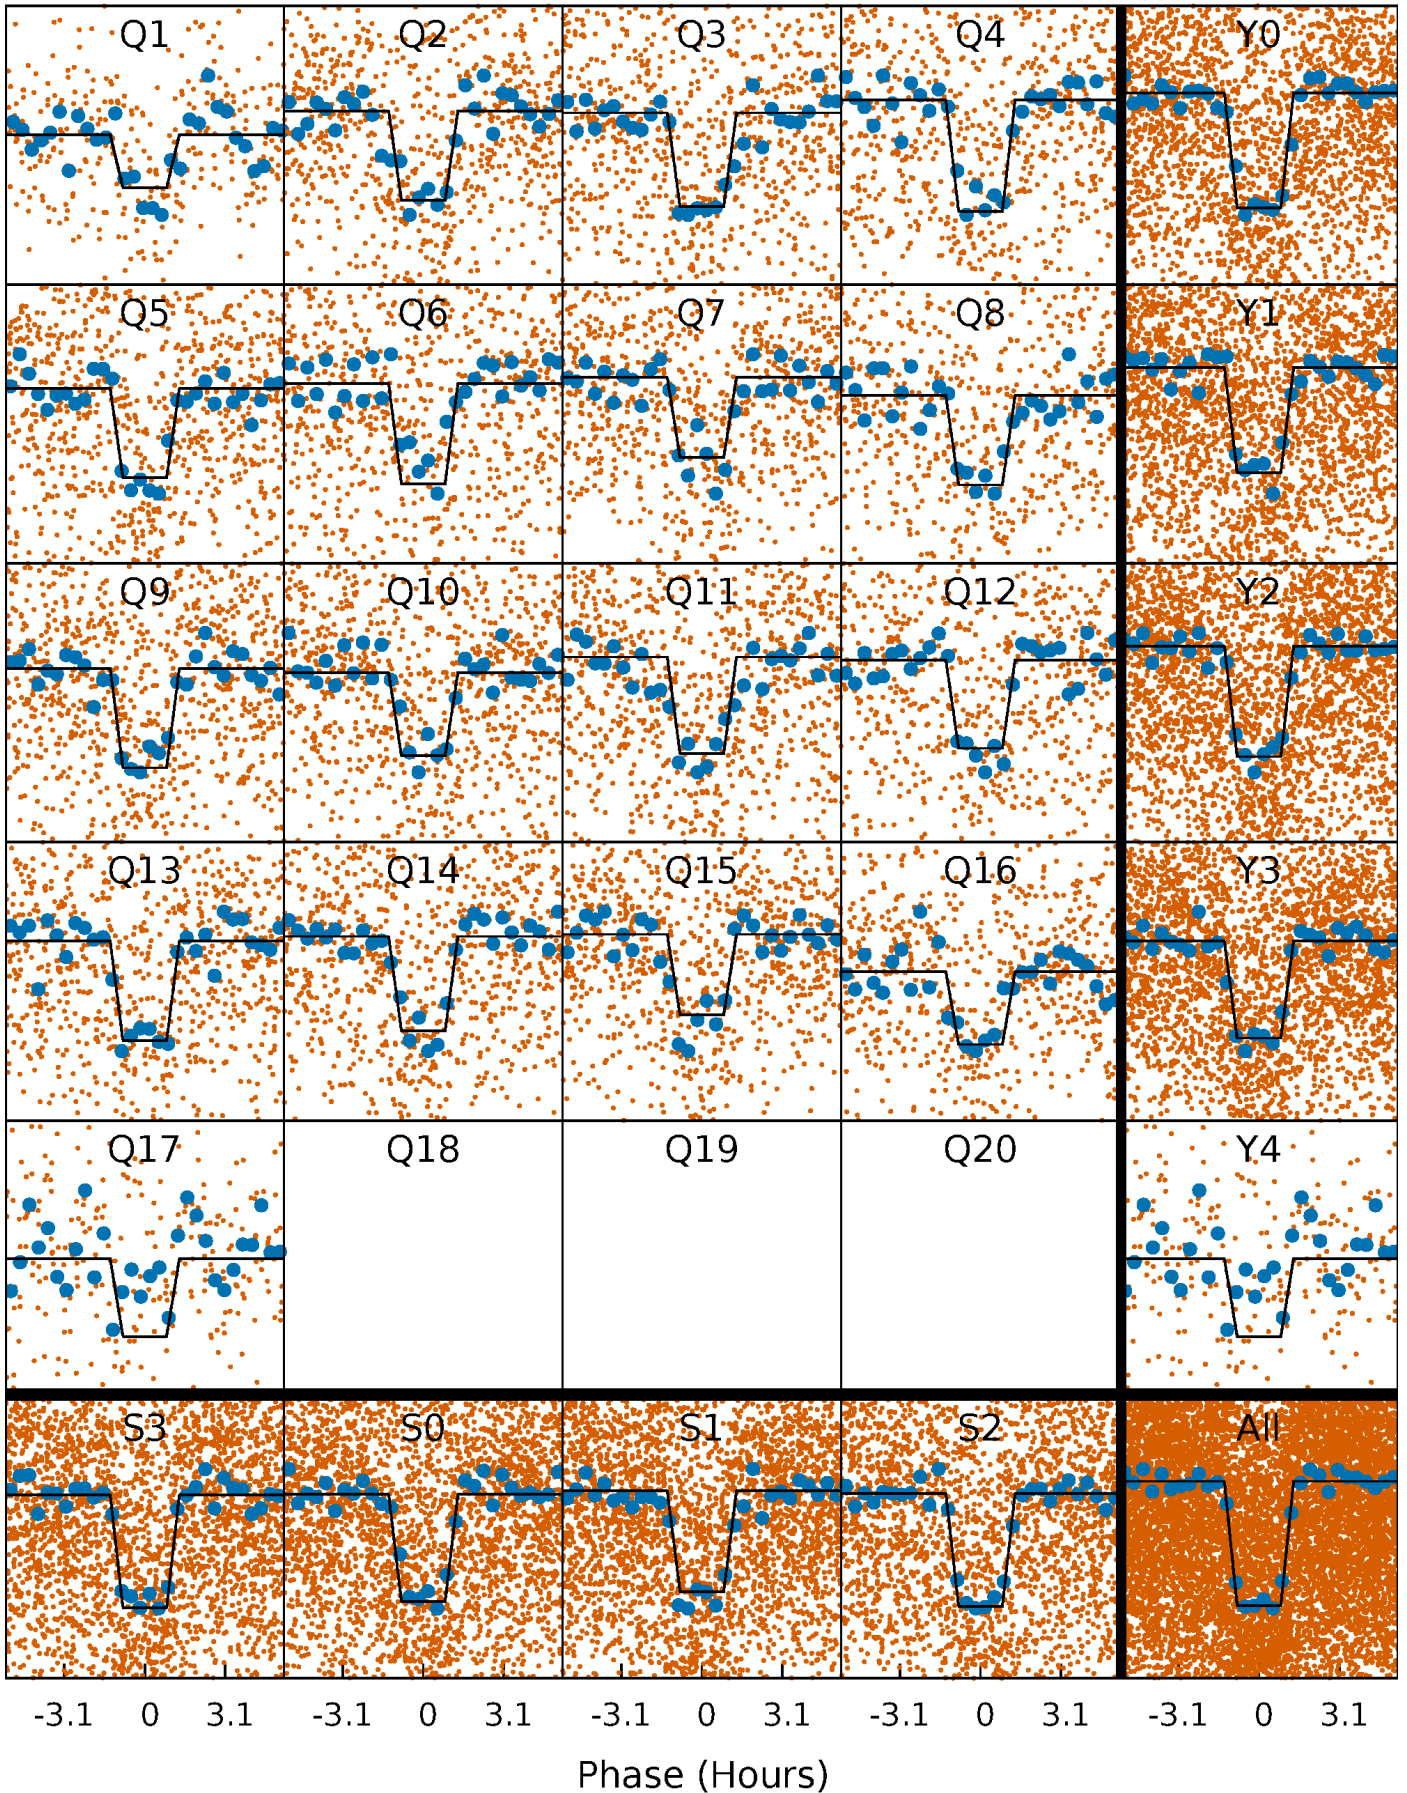 Q1 Q2 Q3 Q4 Y0
Q5 Q6 Q7 Q8 Y1
Q9 Q10 Q11 Q12 Y2
Q13 Q14 Q15 Q16 Y3
Q17 Q18 Q19 Q20 Y4
S3 S0 S1 S2 All
-3.1 0 3.1 -3.1 0 3.1 -3.1 0 3.1 -3.1 0 3.1 -3.1 0 3.1
Phase (Hours)